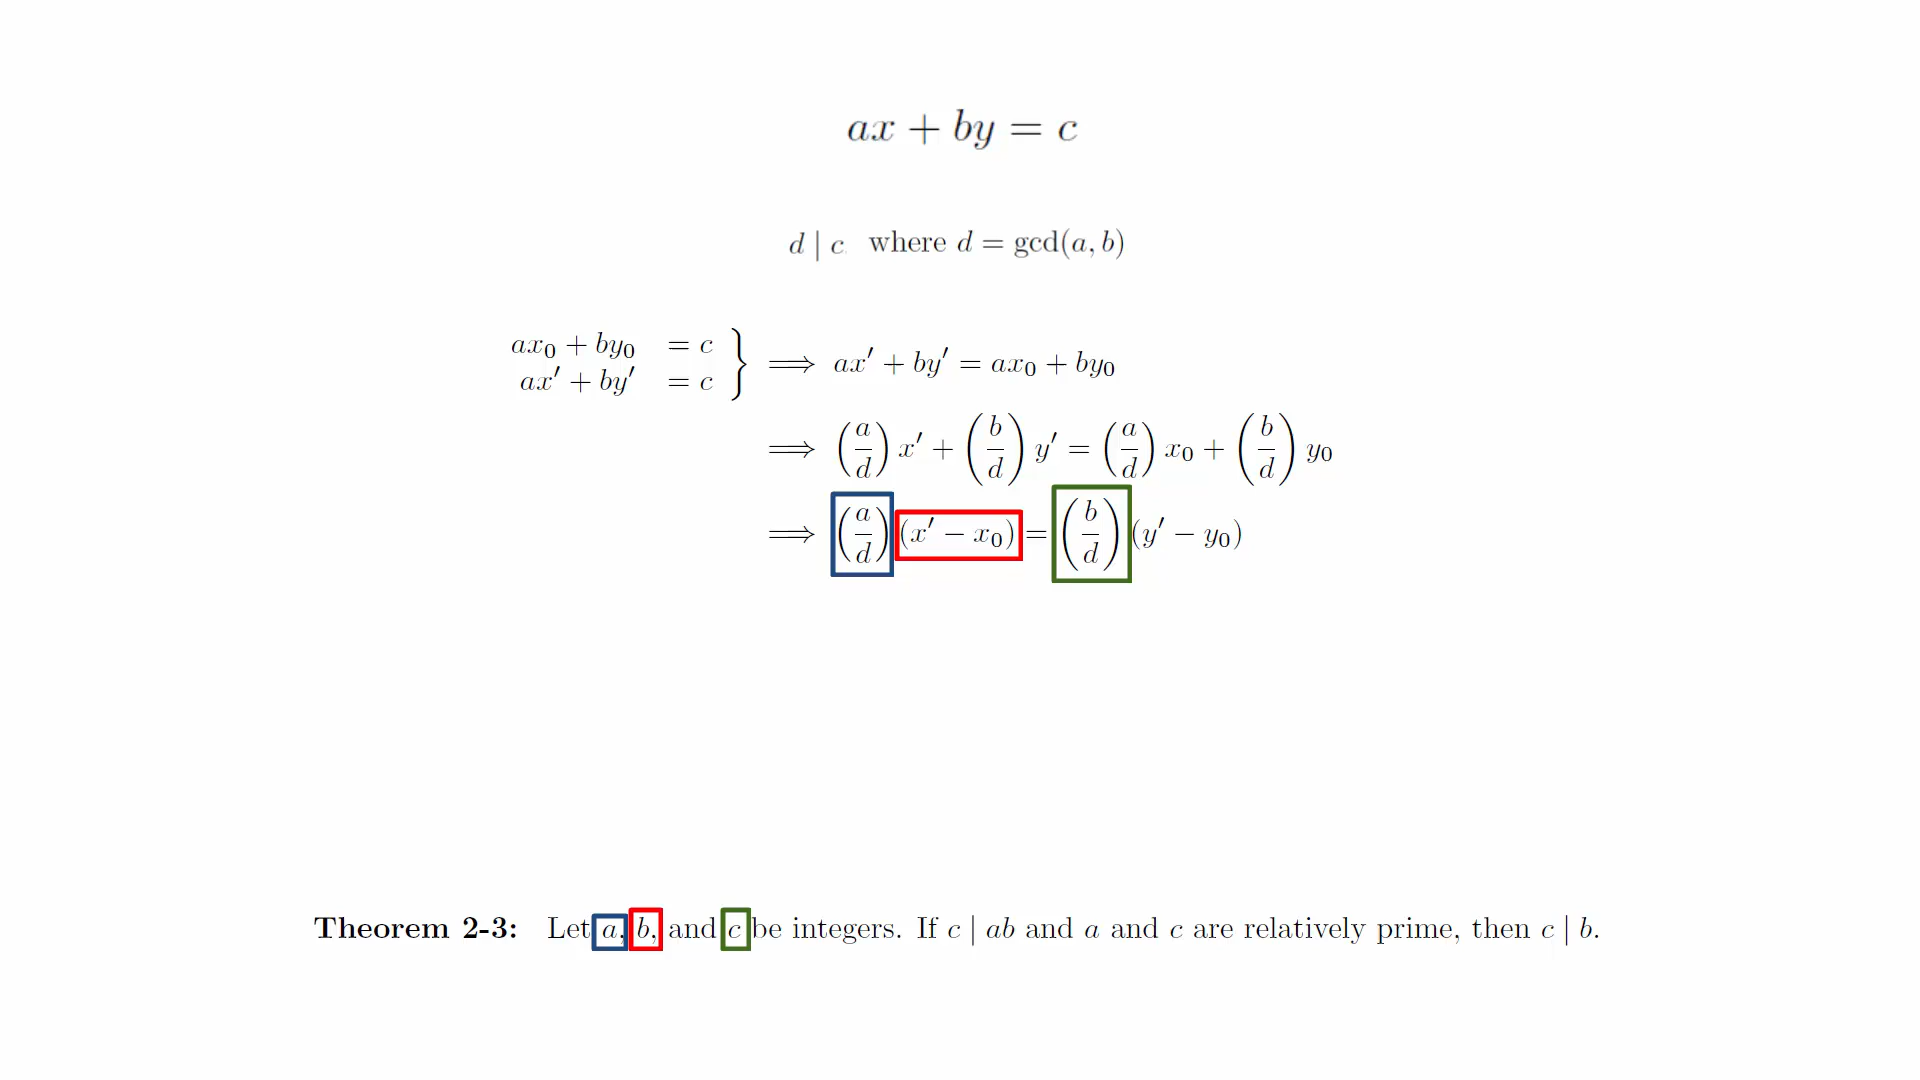 ax + by = c
d | c where d = gcd(a, b)
ax₀ + by₀ = c
ax′ + by′ = c } ⟹ ax′ + by′ = ax₀ + by₀
⟹ (a/d) x′ + (b/d) y′ = (a/d) x₀ + (b/d) y₀
⟹ (a/d) (x′ − x₀) = (b/d) (y′ − y₀)
Theorem 2-3: Let a, b, and c be integers. If c | ab and a and c are relatively prime, then c | b.